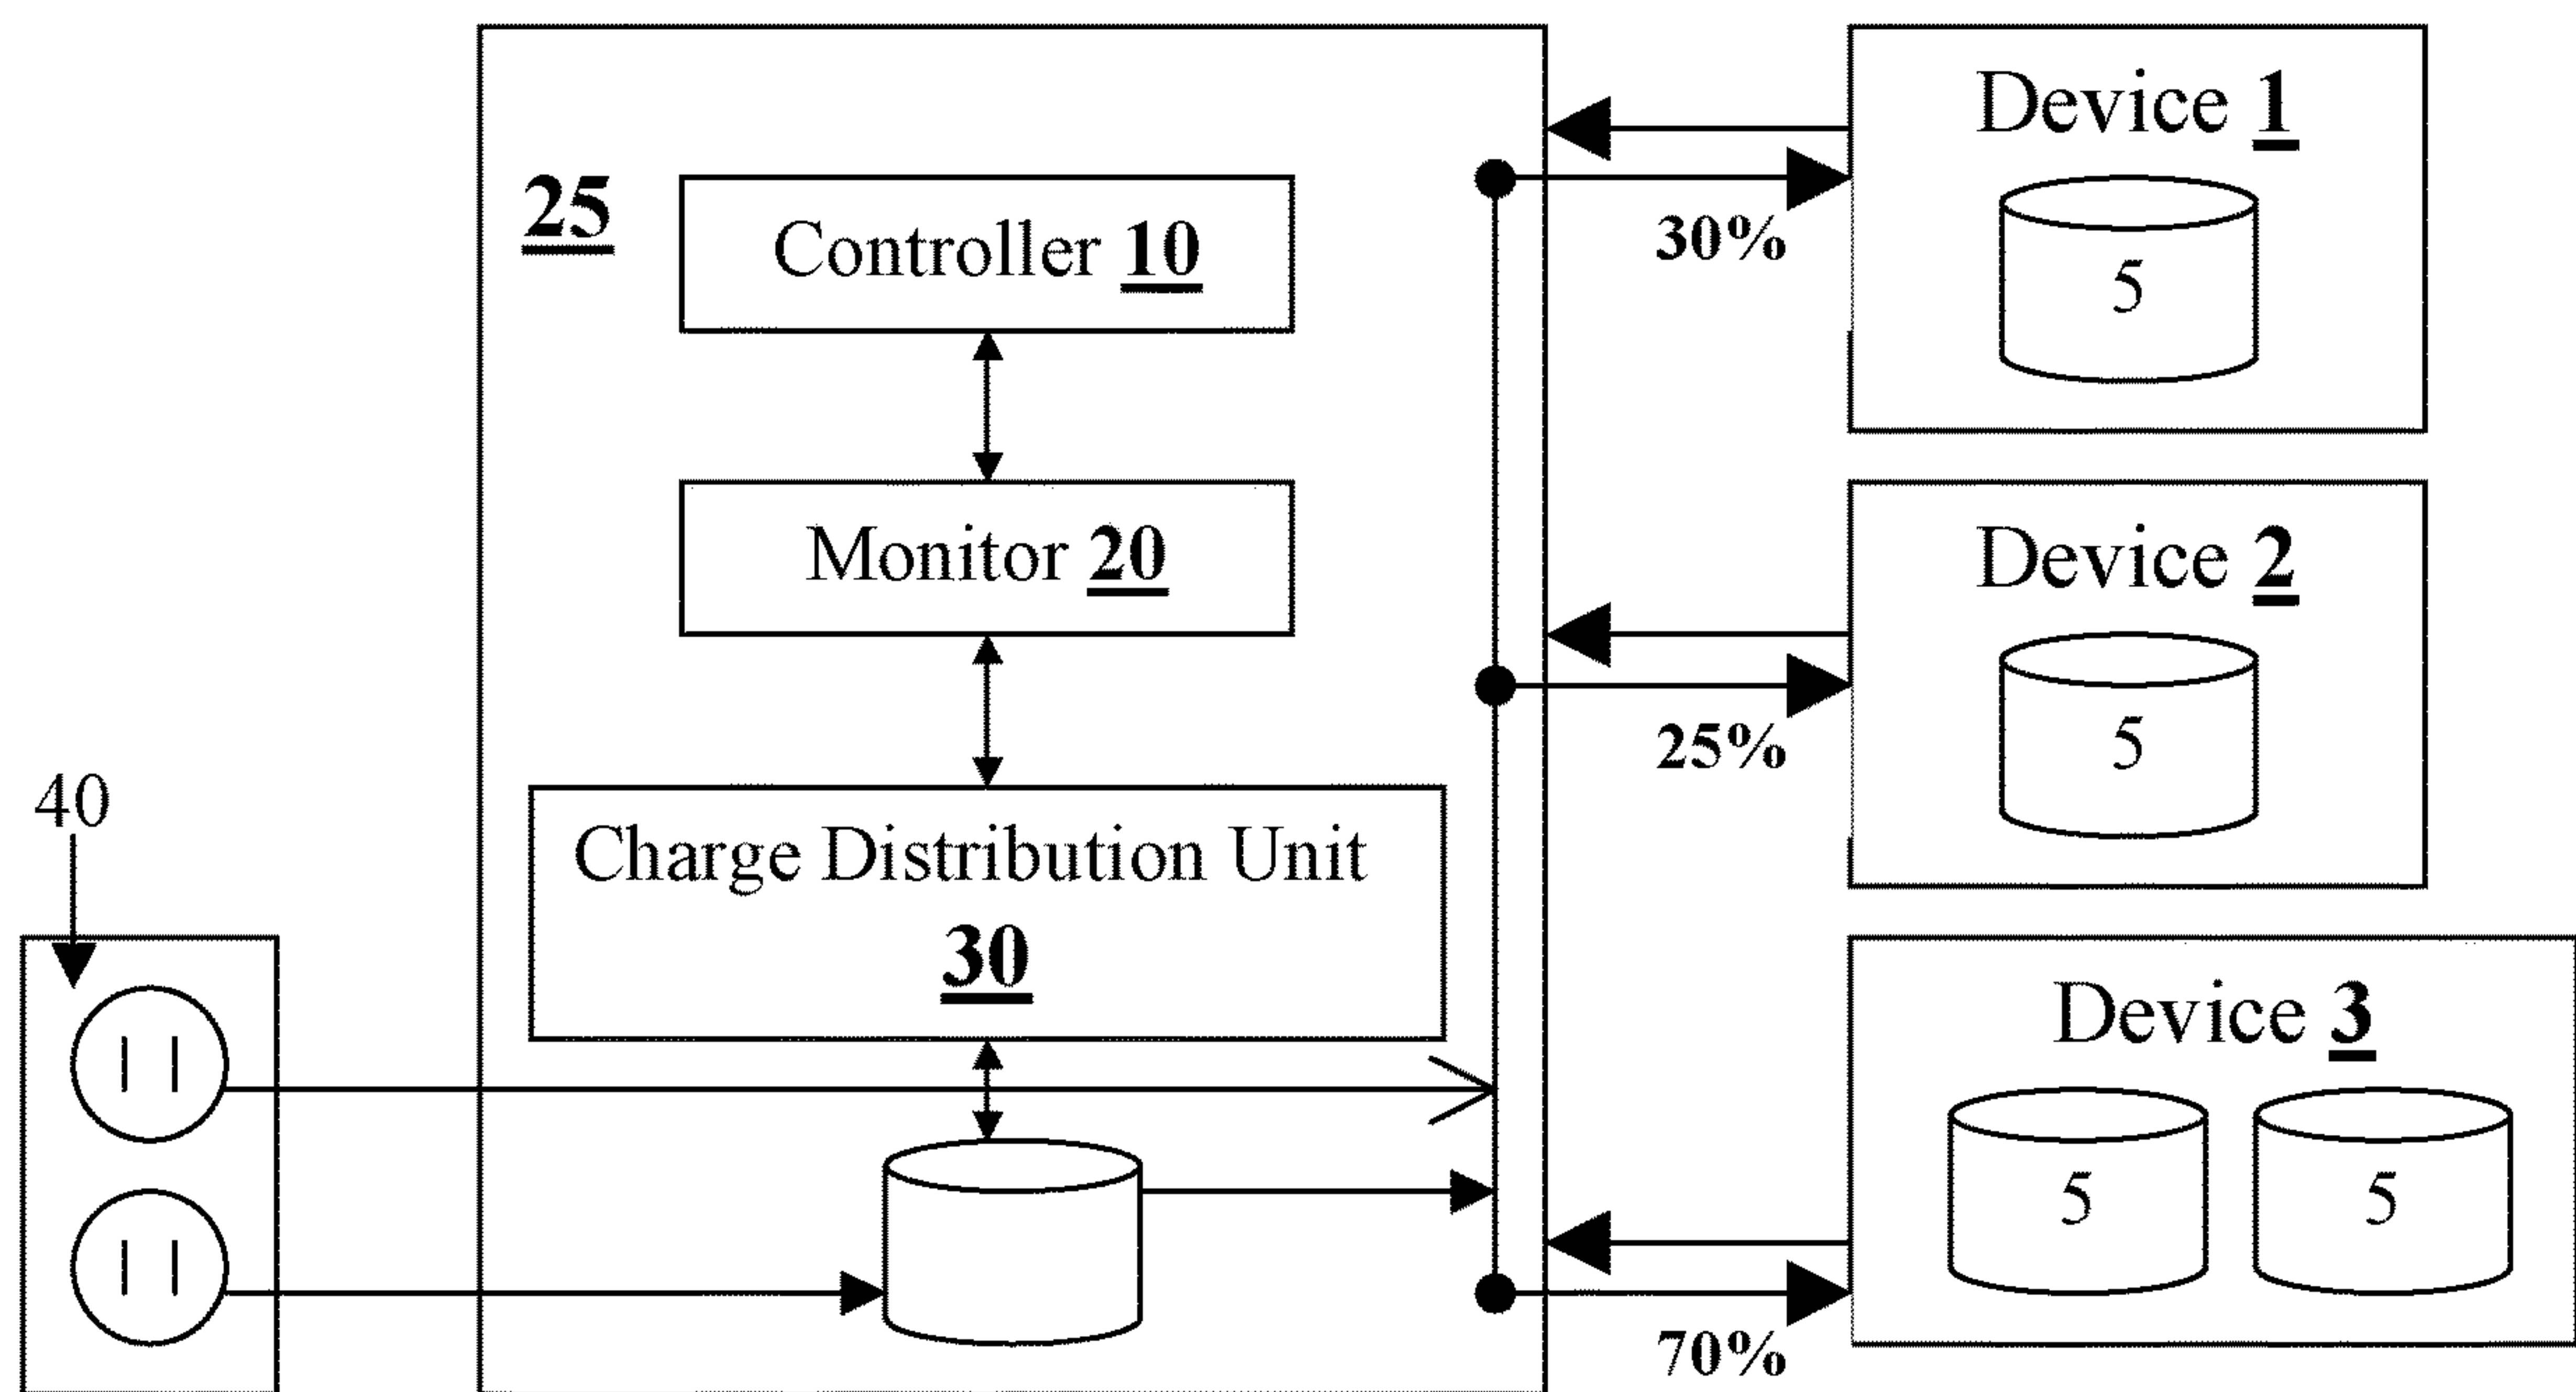 25
Controller 10
Monitor 20
Charge Distribution Unit
30
40
30%
25%
70%
Device 1
5
Device 2
5
Device 3
5 5